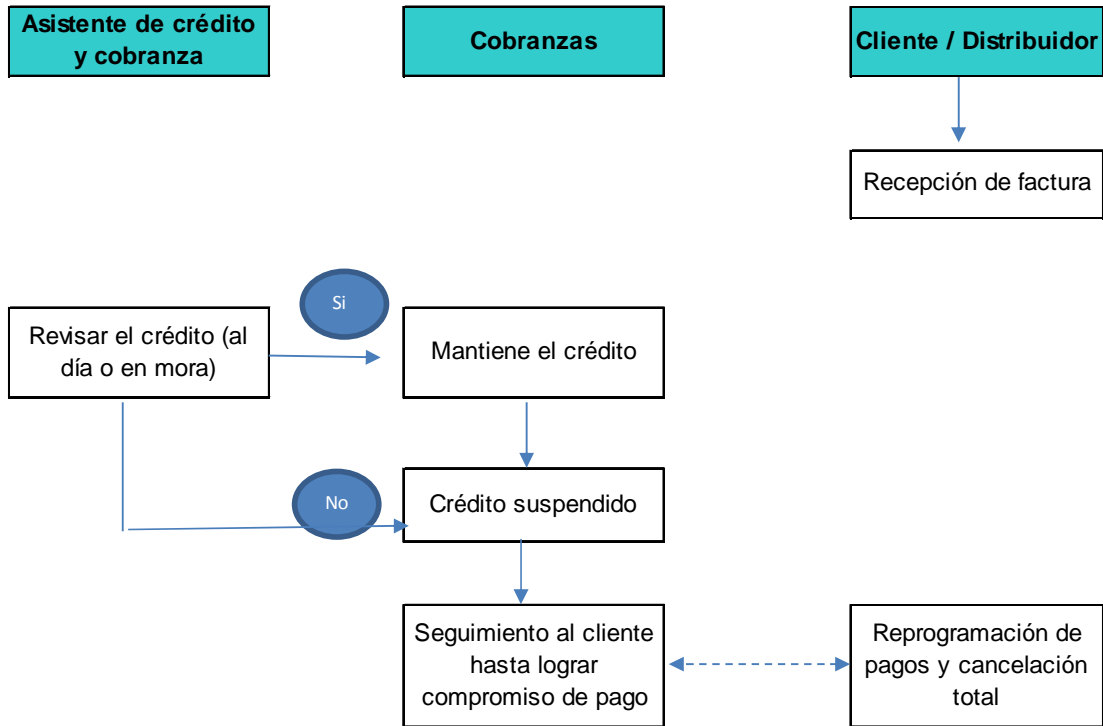 Asistente de crédito
y cobranza
Cobranzas
Cliente / Distribuidor
Recepción de factura
Si
Revisar el crédito (al
día o en mora)
Mantiene el crédito
No
Crédito suspendido
Seguimiento al cliente
hasta lograr
compromiso de pago
Reprogramación de
pagos y cancelación
total